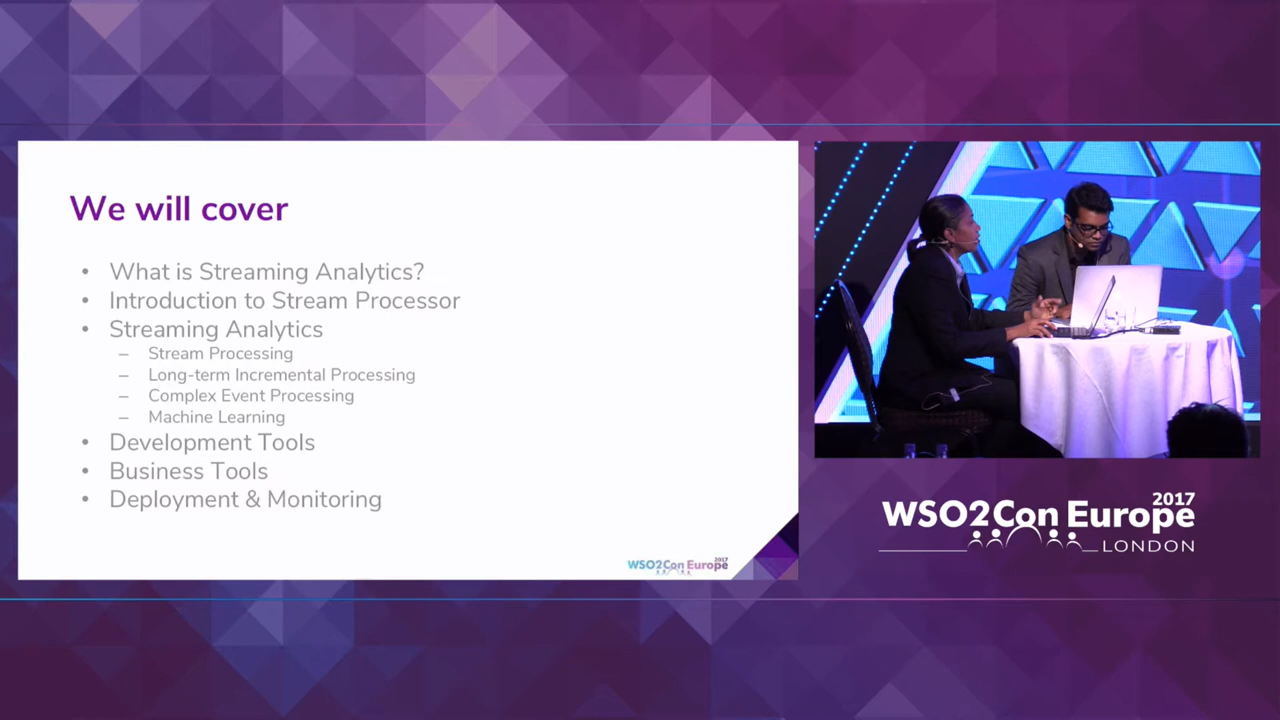 We will cover
• What is Streaming Analytics?
• Introduction to Stream Processor
• Streaming Analytics
– Stream Processing
– Long-term Incremental Processing
– Complex Event Processing
– Machine Learning
• Development Tools
• Business Tools
• Deployment & Monitoring
2017
WSO2Con Europe
2017
WSO2Con Europe
LONDON